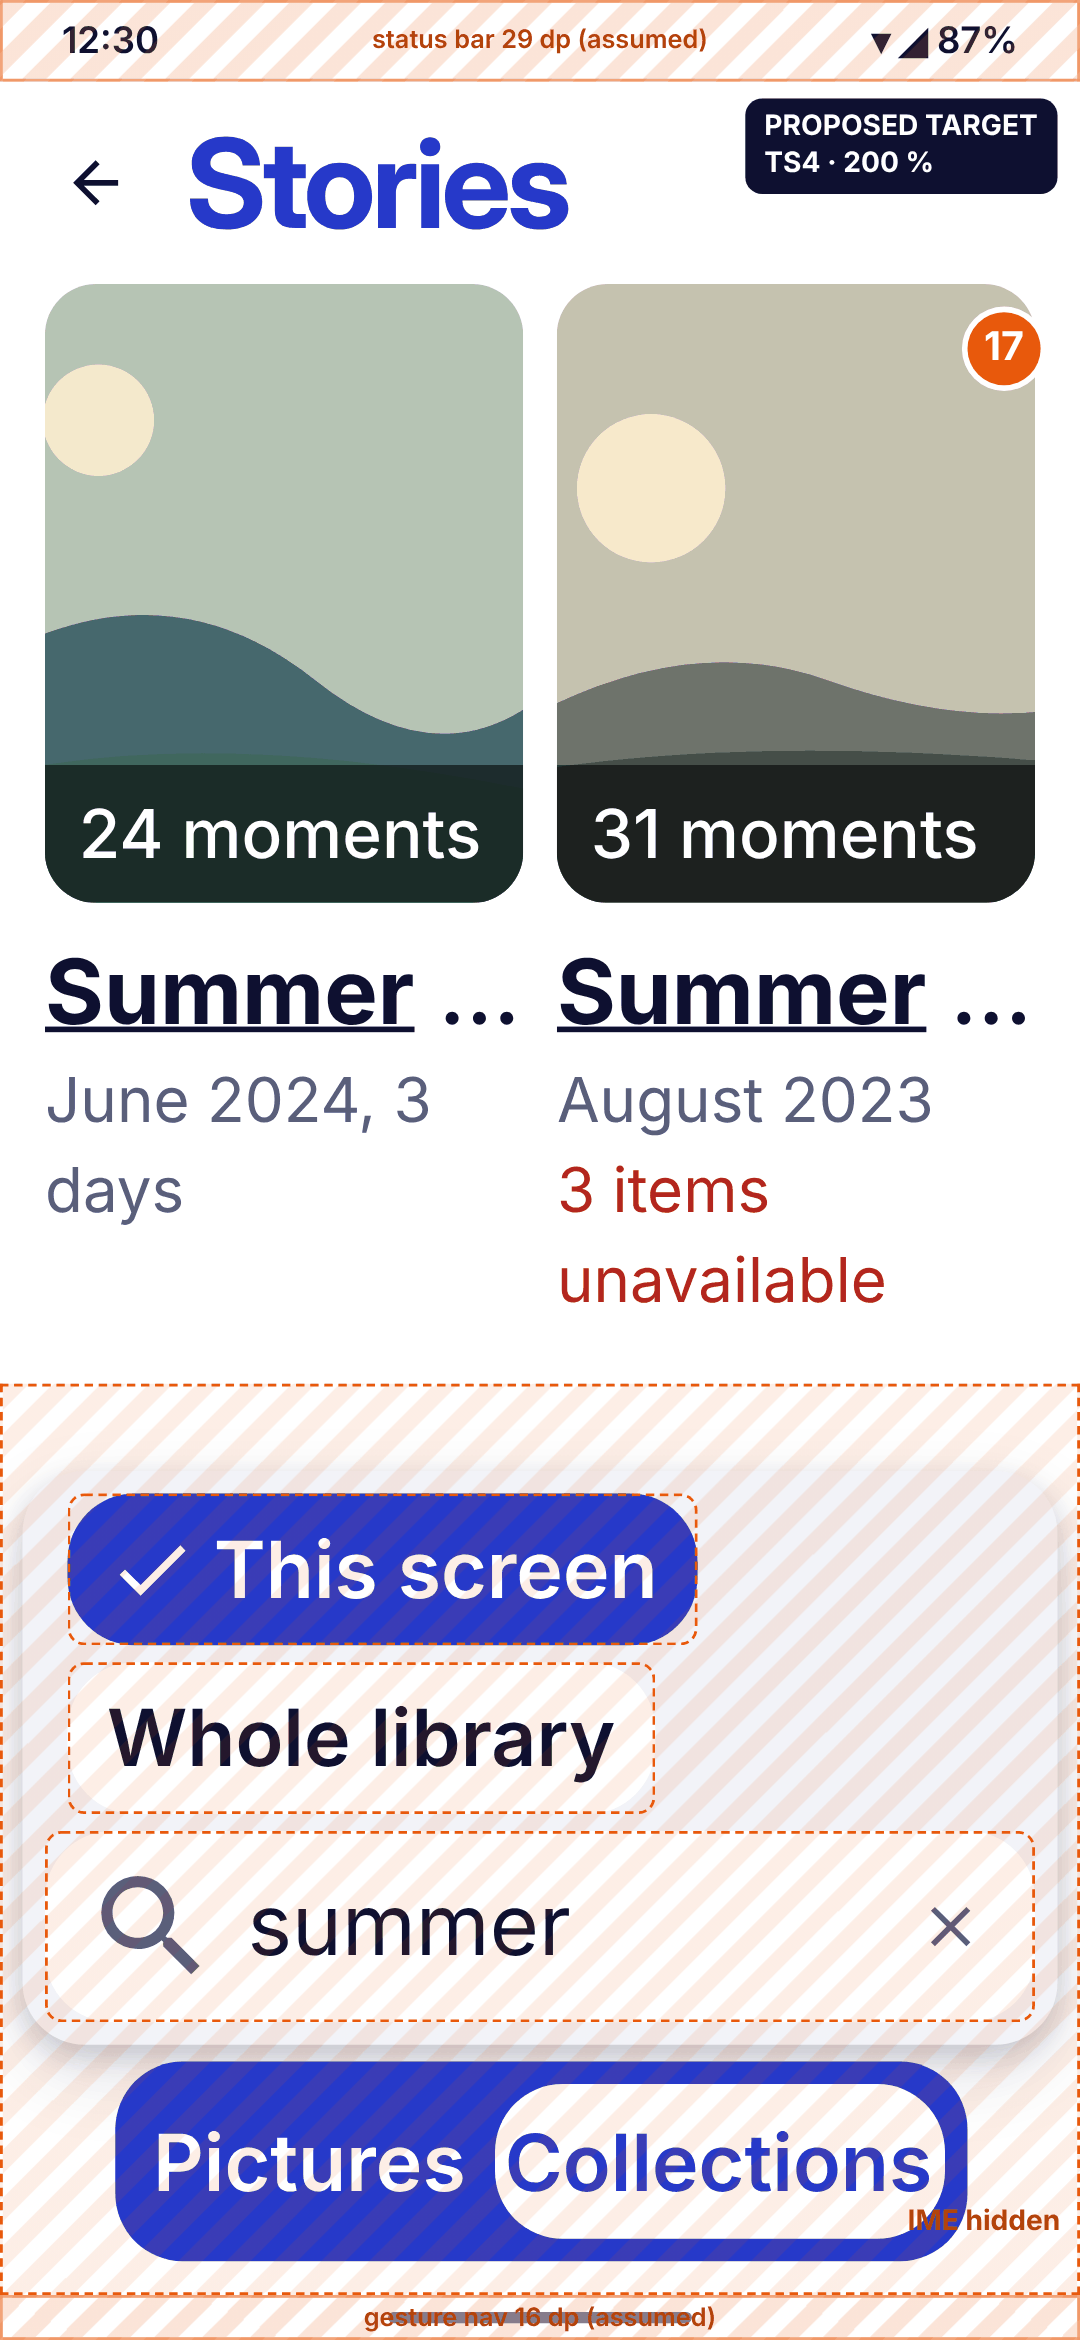 12:30
status bar 29 dp (assumed)
87%
PROPOSED TARGET
TS4 · 200 %
Stories
17
24 moments
31 moments
Summer ...
Summer ...
June 2024, 3
days
August 2023
3 items
unavailable
This screen
Whole library
summer
Pictures
Collections
IME hidden
gesture nav 16 dp (assumed)